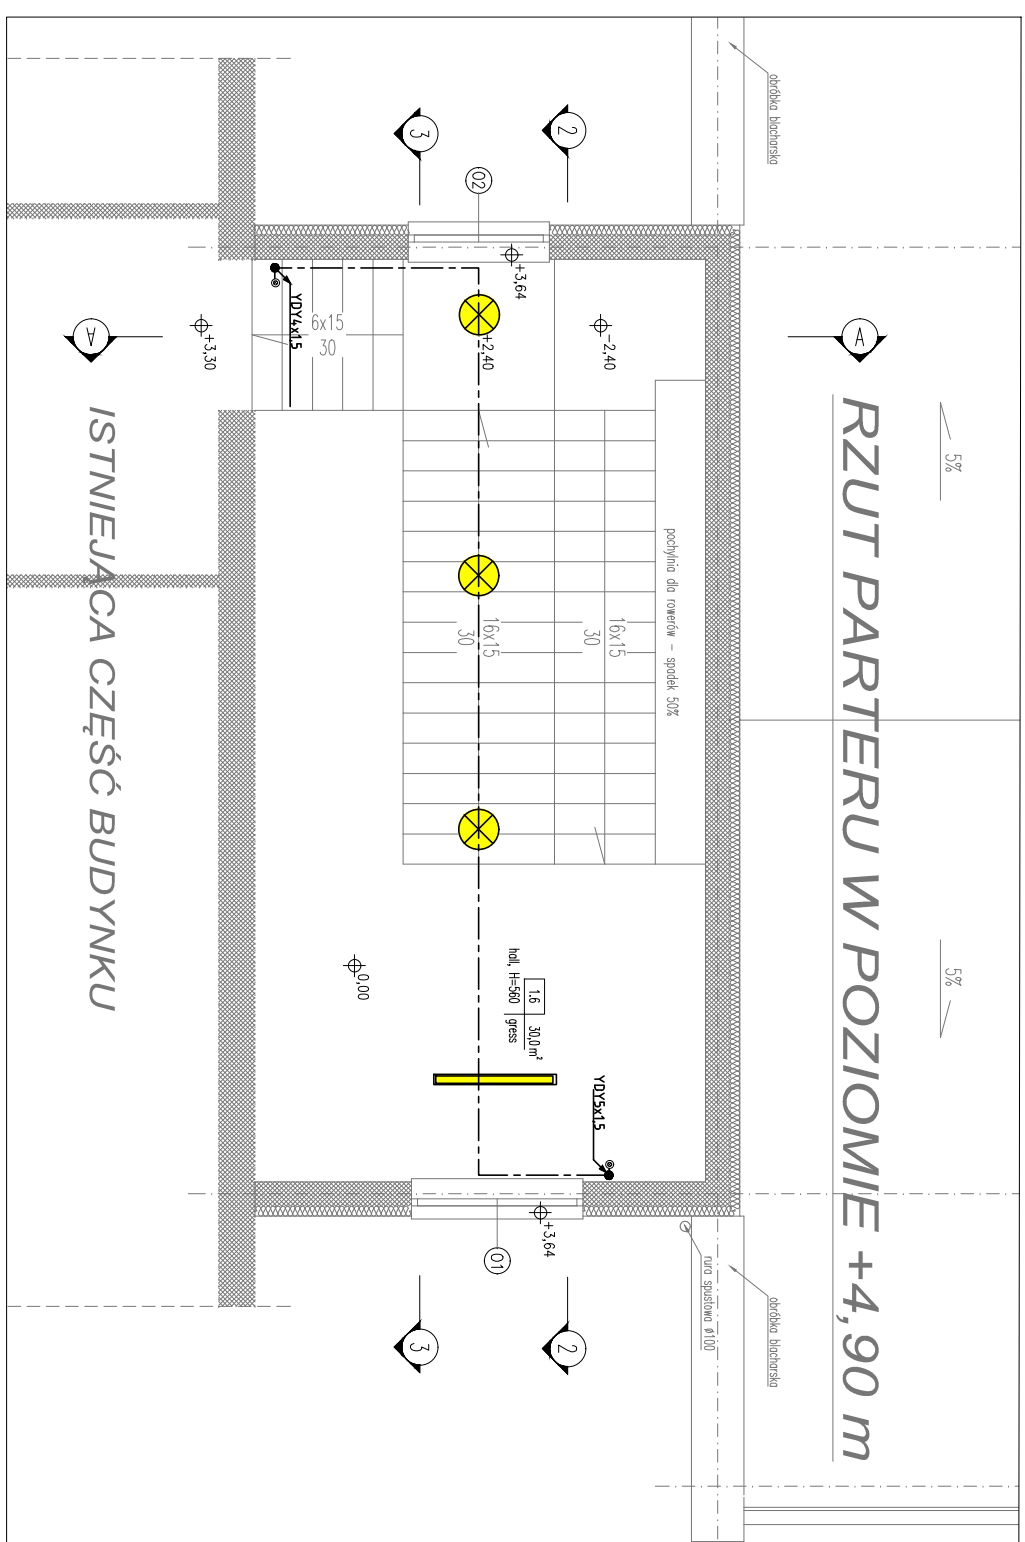 RZUT PARTERU W POZIOMIE +4,90 m
5%
5%
obróbka blacharska
obróbka blacharska
rura spustowa ø100
A
A
2
2
3
3
02
01
+3,64
+3,64
-2,40
+2,40
+3,30
0,00
pochylnia dla rowerów - spadek 50%
16x15
30
16x15
30
6x15
30
YDY4x1,5
YDY5x1,5
1.6
30,0m²
hall, H=560
gress
ISTNIEJĄCA CZĘŚĆ BUDYNKU